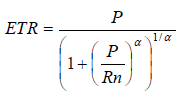 ETR = P / (1 + (P / Rn)^α)^1/α